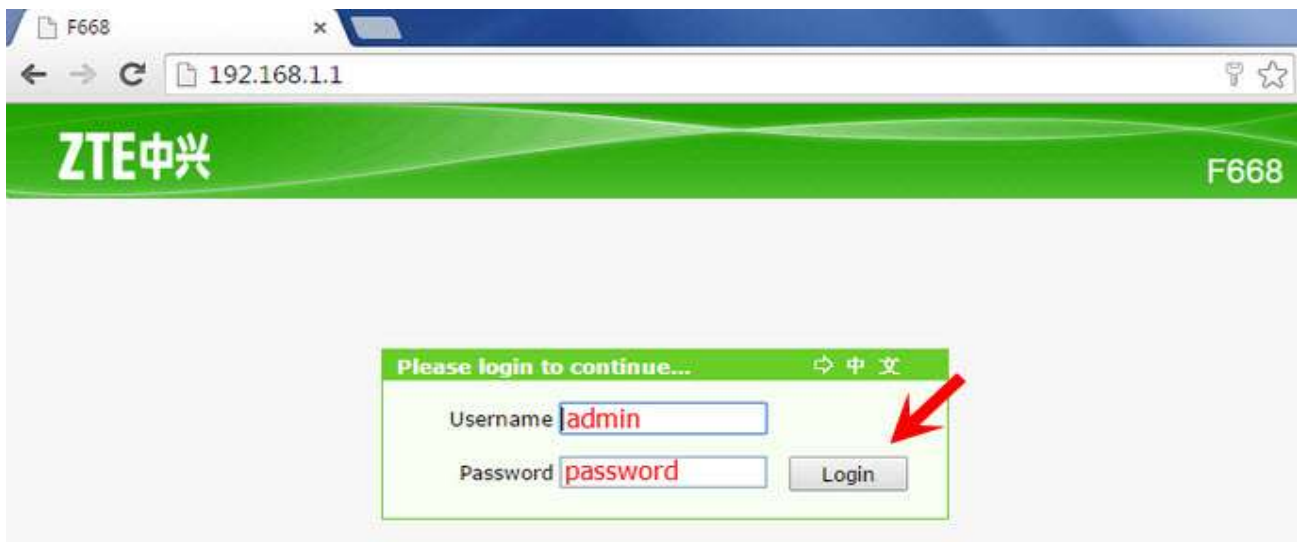 F668
192.168.1.1
ZTE中兴
F668
Please login to continue... 中 文
Username admin
Password password Login